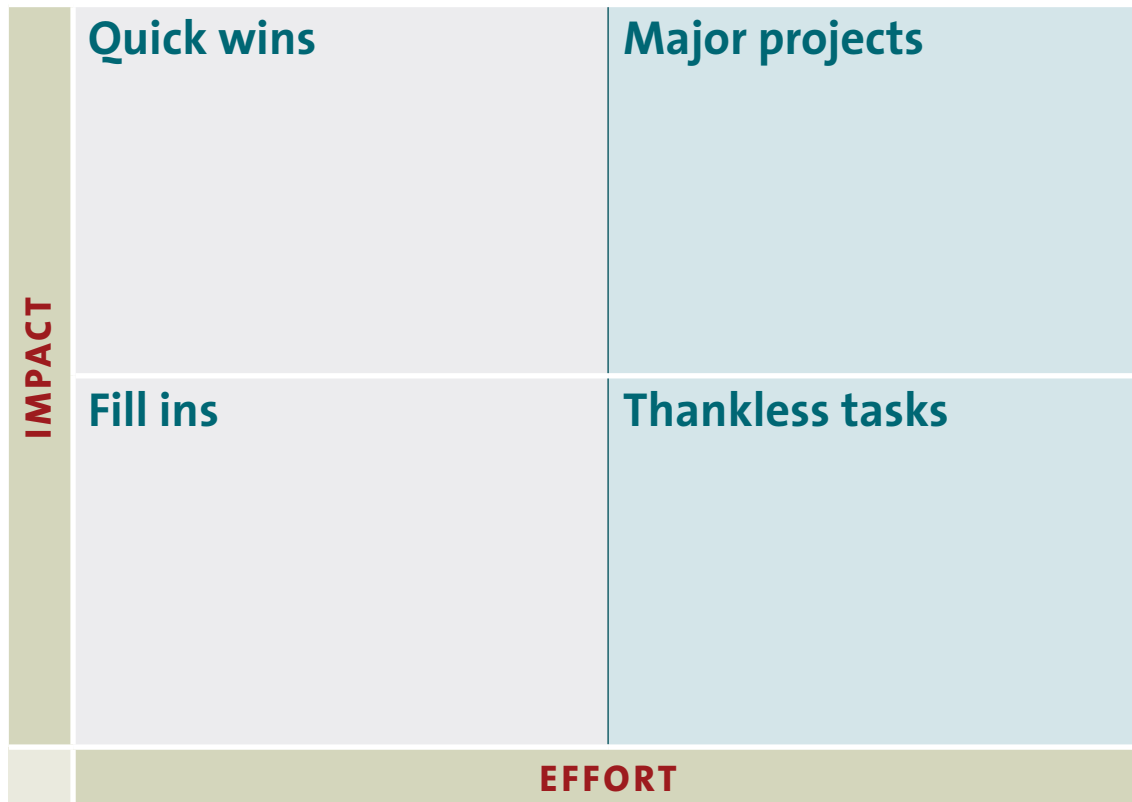 Quick wins
Major projects
IMPACT
Fill ins
Thankless tasks
EFFORT